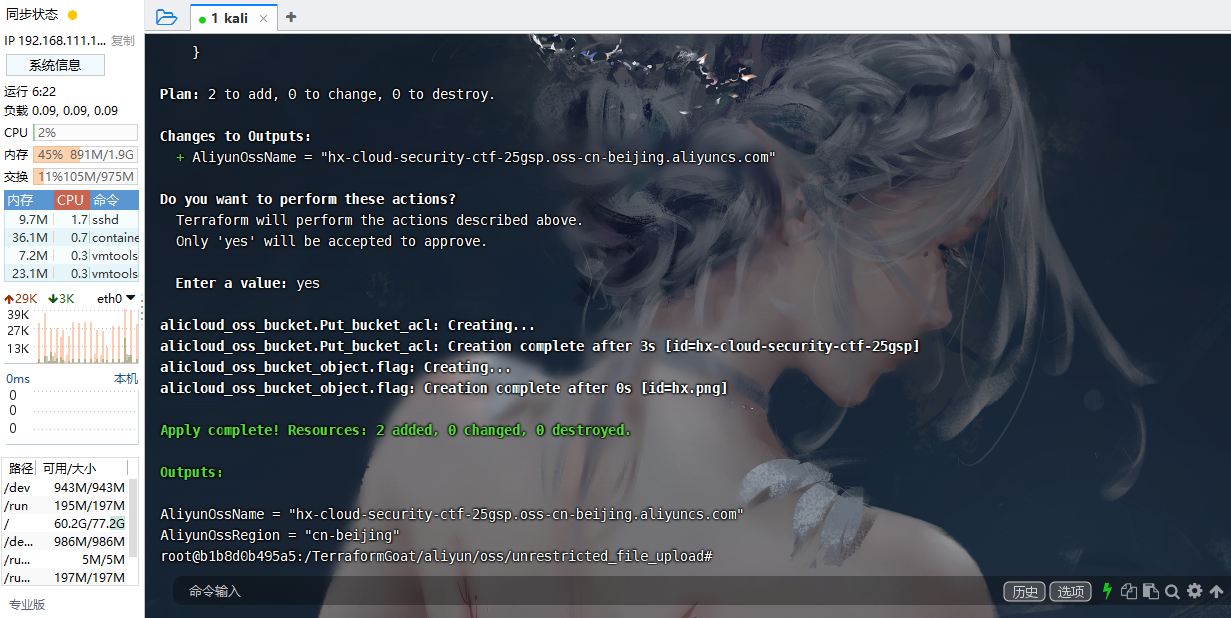 同步状态
IP 192.168.111.1... 复制
系统信息
运行 6:22
负载 0.09, 0.09, 0.09
CPU 2%
内存 45% 891M/1.9G
交换 11% 105M/975M
内存 CPU 命令
9.7M 1.7 sshd
36.1M 0.7 containe
7.2M 0.3 vmtools
23.1M 0.3 vmtools
29K 3K eth0
39K
27K
13K
0ms 本机
0
0
0
路径 可用/大小
/dev 943M/943M
/run 195M/197M
/ 60.2G/77.2G
/de... 986M/986M
/ru... 5M/5M
/ru... 197M/197M
专业版
1 kali × +
}
Plan: 2 to add, 0 to change, 0 to destroy.
Changes to Outputs:
+ AliyunOssName = "hx-cloud-security-ctf-25gsp.oss-cn-beijing.aliyuncs.com"
Do you want to perform these actions?
Terraform will perform the actions described above.
Only 'yes' will be accepted to approve.
Enter a value: yes
alicloud_oss_bucket.Put_bucket_acl: Creating...
alicloud_oss_bucket.Put_bucket_acl: Creation complete after 3s [id=hx-cloud-security-ctf-25gsp]
alicloud_oss_bucket_object.flag: Creating...
alicloud_oss_bucket_object.flag: Creation complete after 0s [id=hx.png]
Apply complete! Resources: 2 added, 0 changed, 0 destroyed.
Outputs:
AliyunOssName = "hx-cloud-security-ctf-25gsp.oss-cn-beijing.aliyuncs.com"
AliyunOssRegion = "cn-beijing"
root@b1b8d0b495a5:/TerraformGoat/aliyun/oss/unrestricted_file_upload#
命令输入
历史 选项